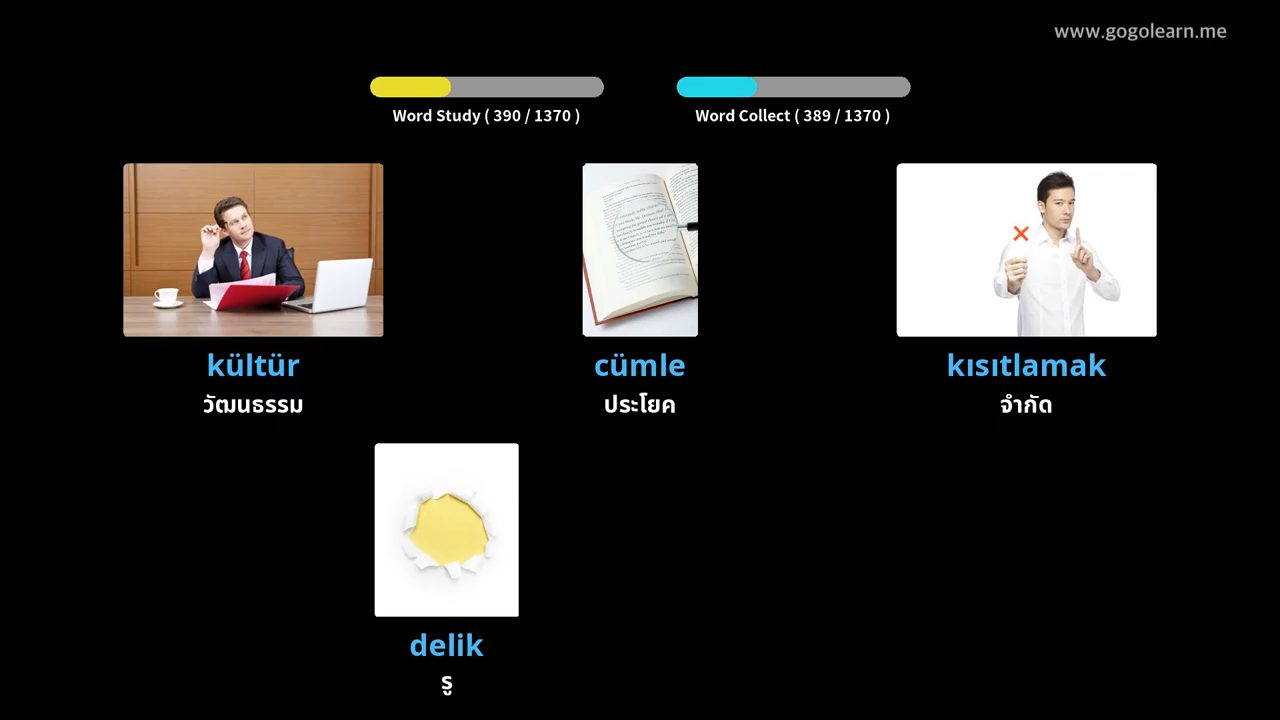 www.gogolearn.me
Word Study ( 390 / 1370 )
Word Collect ( 389 / 1370 )
kültür
วัฒนธรรม
cümle
ประโยค
kısıtlamak
จำกัด
delik
รู